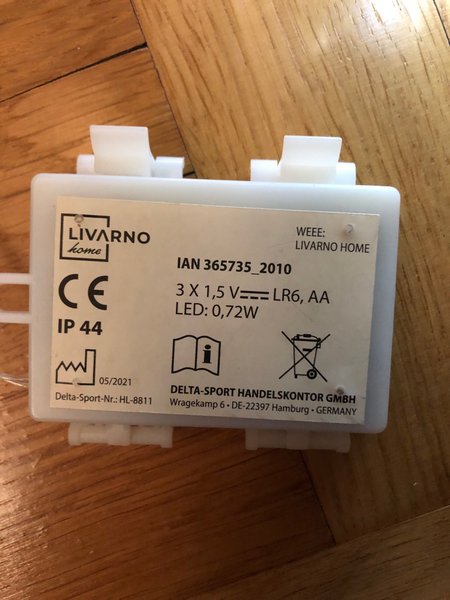 LIVARNO
home
WEEE:
LIVARNO HOME
IAN 365735_2010
3 X 1,5 V⎓ LR6, AA
LED: 0,72W
CE
IP 44
i
05/2021
Delta-Sport-Nr.: HL-8811
DELTA-SPORT HANDELSKONTOR GMBH
Wragekamp 6 • DE-22397 Hamburg • GERMANY